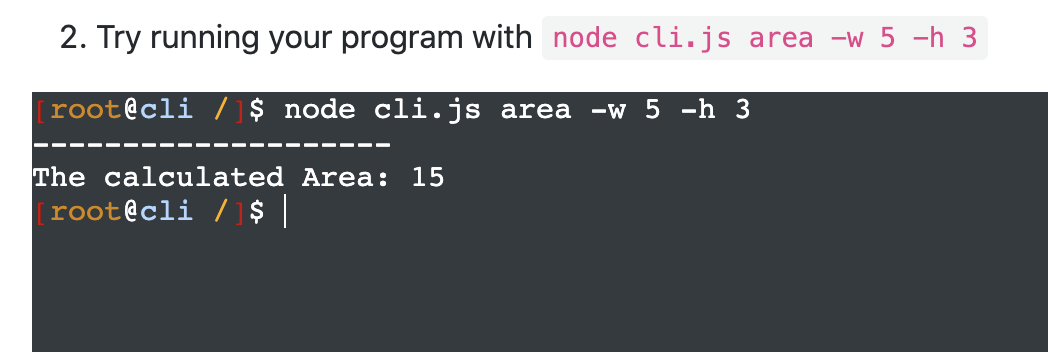 2. Try running your program with node cli.js area -w 5 -h 3
[root@cli /]$ node cli.js area -w 5 -h 3
--------------------
The calculated Area: 15
[root@cli /]$